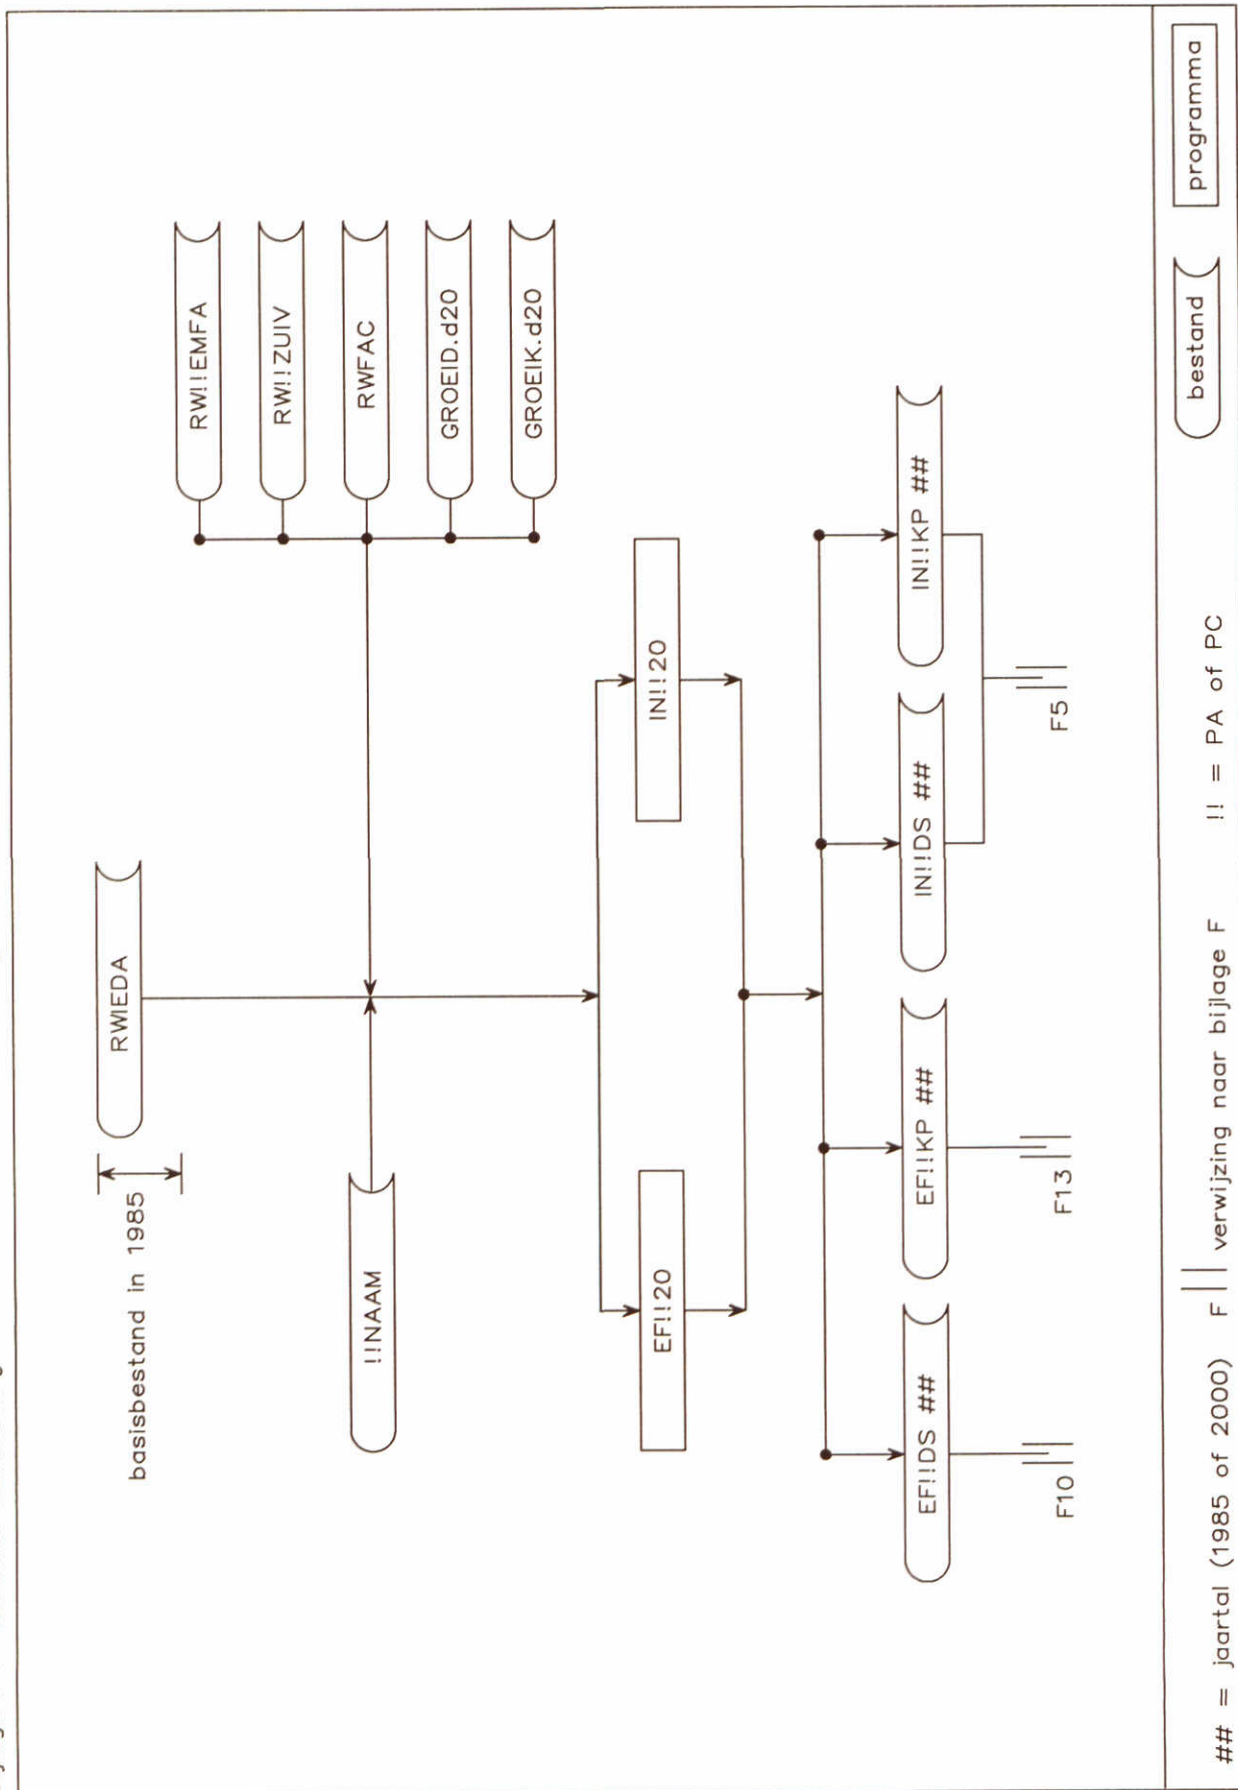 RWIEDA
basisbestand in 1985
RW!!EMFA
RW!!ZUIV
RWFAC
GROEID.d20
GROEIK.d20
!!NAAM
EF!!20
IN!!20
EF!!DS ##
EF!!KP ##
IN!!DS ##
IN!!KP ##
F10
F13
F5
## = jaartal (1985 of 2000) F || verwijzing naar bijlage F !! = PA of PC
bestand
programma